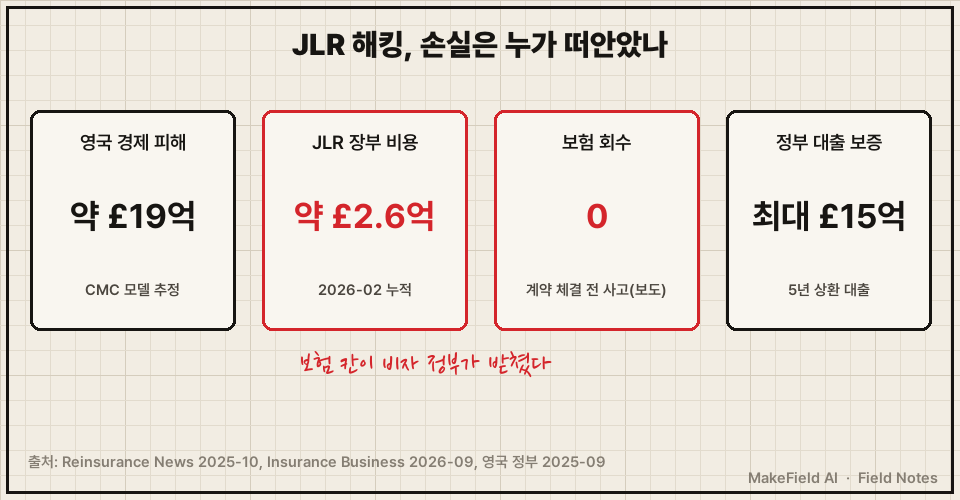 JLR 해킹, 손실은 누가 떠안았나
영국 경제 피해
약 £19억
CMC 모델 추정
JLR 장부 비용
약 £2.6억
2026-02 누적
보험 회수
0
계약 체결 전 사고(보도)
정부 대출 보증
최대 £15억
5년 상환 대출
보험 칸이 비자 정부가 받쳤다
출처: Reinsurance News 2025-10, Insurance Business 2026-09, 영국 정부 2025-09
MakeField AI · Field Notes